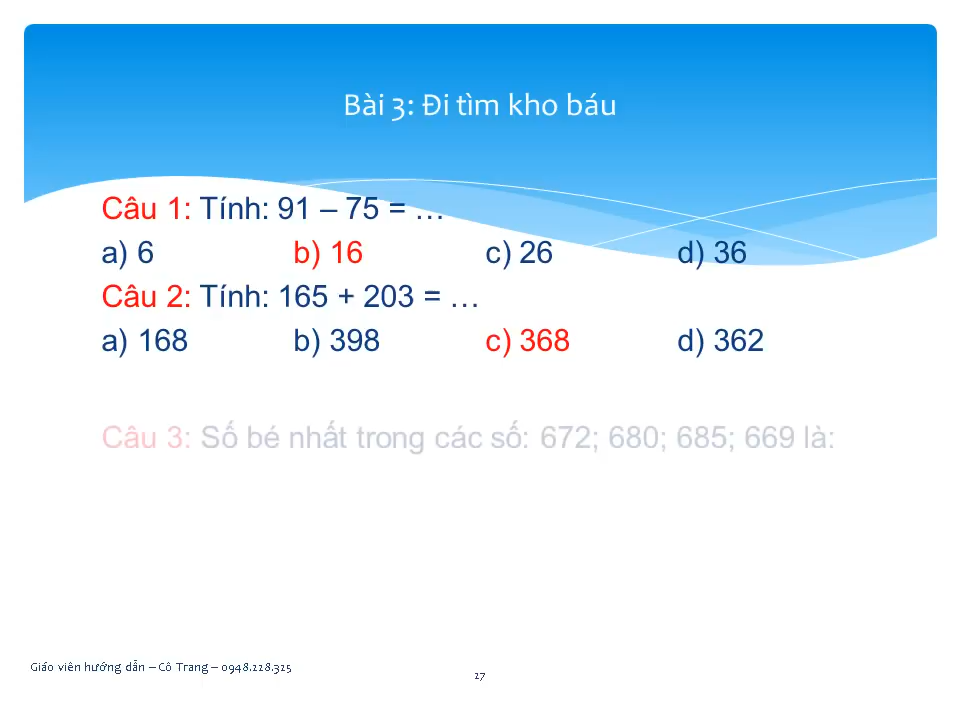 Bài 3: Đi tìm kho báu
Câu 1: Tính: 91 – 75 = …
a) 6 b) 16 c) 26 d) 36
Câu 2: Tính: 165 + 203 = …
a) 168 b) 398 c) 368 d) 362
Câu 3: Số bé nhất trong các số: 672; 680; 685; 669 là:
Giáo viên hướng dẫn – Cô Trang – 0948.228.325
27